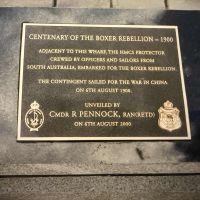 CENTENARY OF THE BOXER REBELLION – 1900
ADJACENT TO THIS WHARF, THE HMCS PROTECTOR
CREWED BY OFFICERS AND SAILORS FROM
SOUTH AUSTRALIA, EMBARKED FOR THE BOXER REBELLION.
THE CONTINGENT SAILED FOR THE WAR IN CHINA
ON 6TH AUGUST 1900.
UNVEILED BY
CMDR R PENNOCK, RAN(RETD)
ON 6TH AUGUST 2000